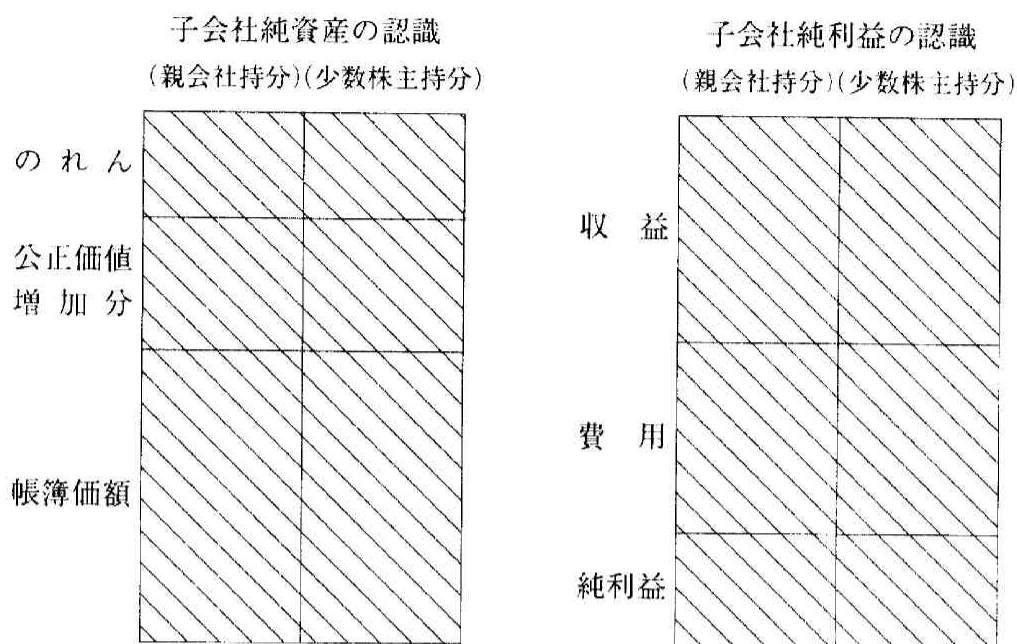 子会社純資産の認識
(親会社持分)(少数株主持分)
のれん
公正価値
増加分
帳簿価額
子会社純利益の認識
(親会社持分)(少数株主持分)
収益
費用
純利益